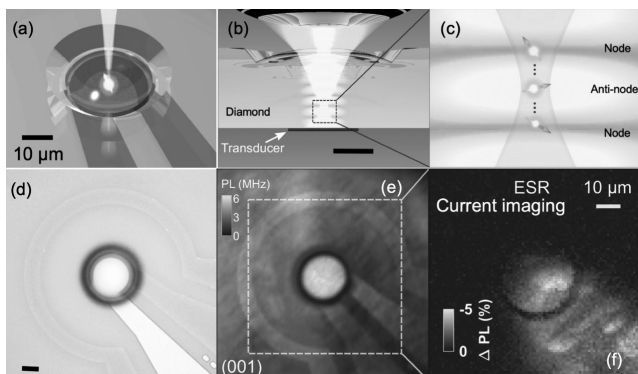 (a)
10 μm
(b)
Diamond
Transducer
(c)
Node
Anti-node
Node
(d)
PL (MHz)
6
3
0
(e)
(001)
ESR
10 μm
Current imaging
-5
0
Δ PL (%)
(f)